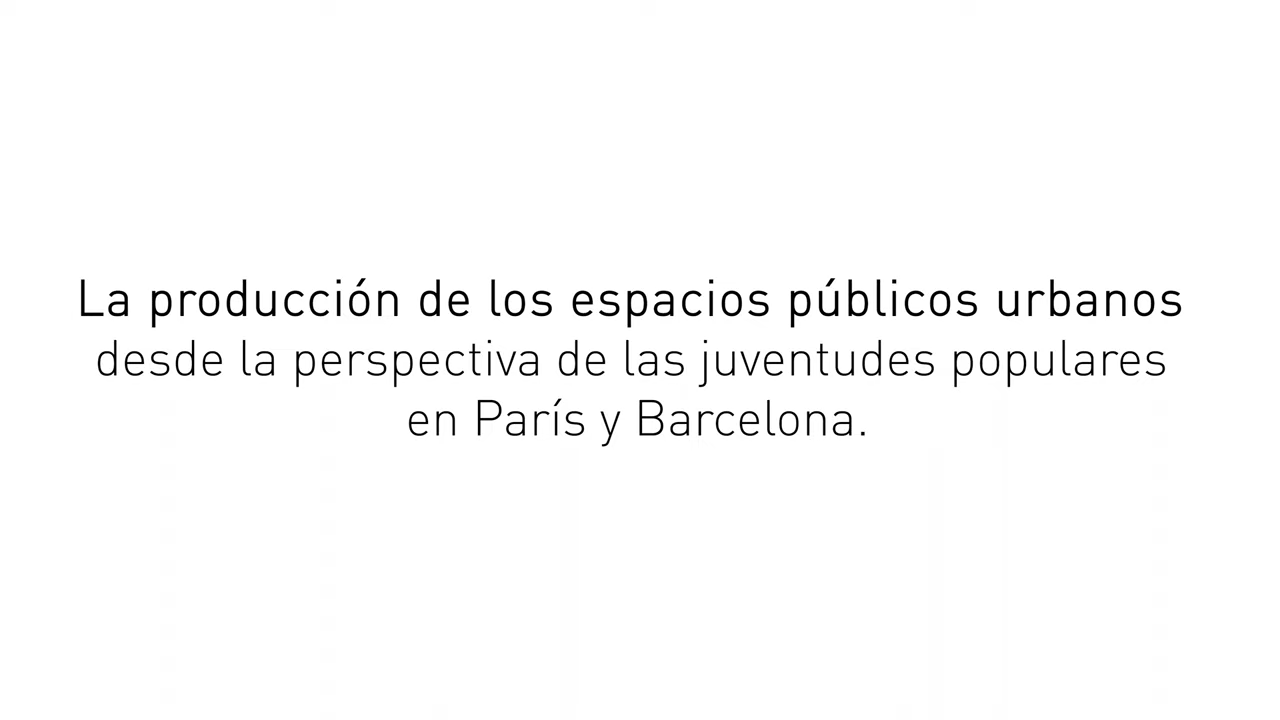 La producción de los espacios públicos urbanos
desde la perspectiva de las juventudes populares
en París y Barcelona.